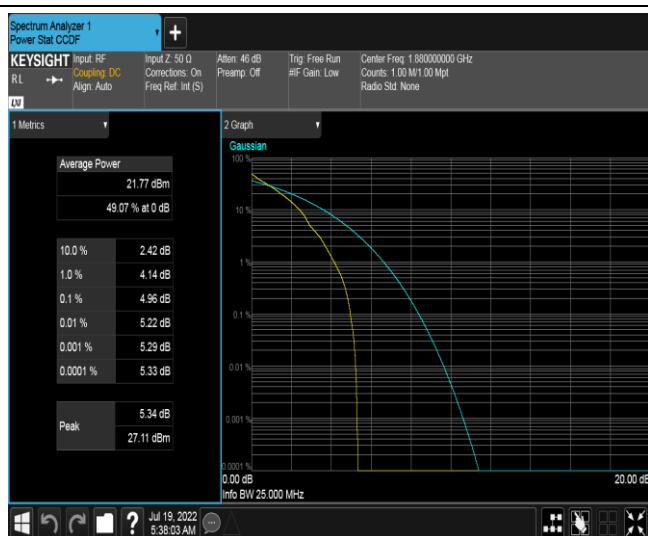 Spectrum Analyzer 1
Power Stat CCDF
+
KEYSIGHT Input: RF Input Z: 50 Ω Atten: 46 dB Trig: Free Run Center Freq: 1.880000000 GHz
RL Coupling: DC Corrections: On Preamp: Off #IF Gain: Low Counts: 1.00 M/1.00 Mpt
Align: Auto Freq Ref: Int (S) Radio Std: None
LXI
1 Metrics
2 Graph
Average Power
21.77 dBm
49.07 % at 0 dB
10.0 % 2.42 dB
1.0 % 4.14 dB
0.1 % 4.96 dB
0.01 % 5.22 dB
0.001 % 5.29 dB
0.0001 % 5.33 dB
Peak 5.34 dB
27.11 dBm
Gaussian
100 %
10 %
1 %
0.1 %
0.01 %
0.001 %
0.0001 %
0.00 dB 20.00 dB
Info BW 25.000 MHz
? Jul 19, 2022
5:38:03 AM